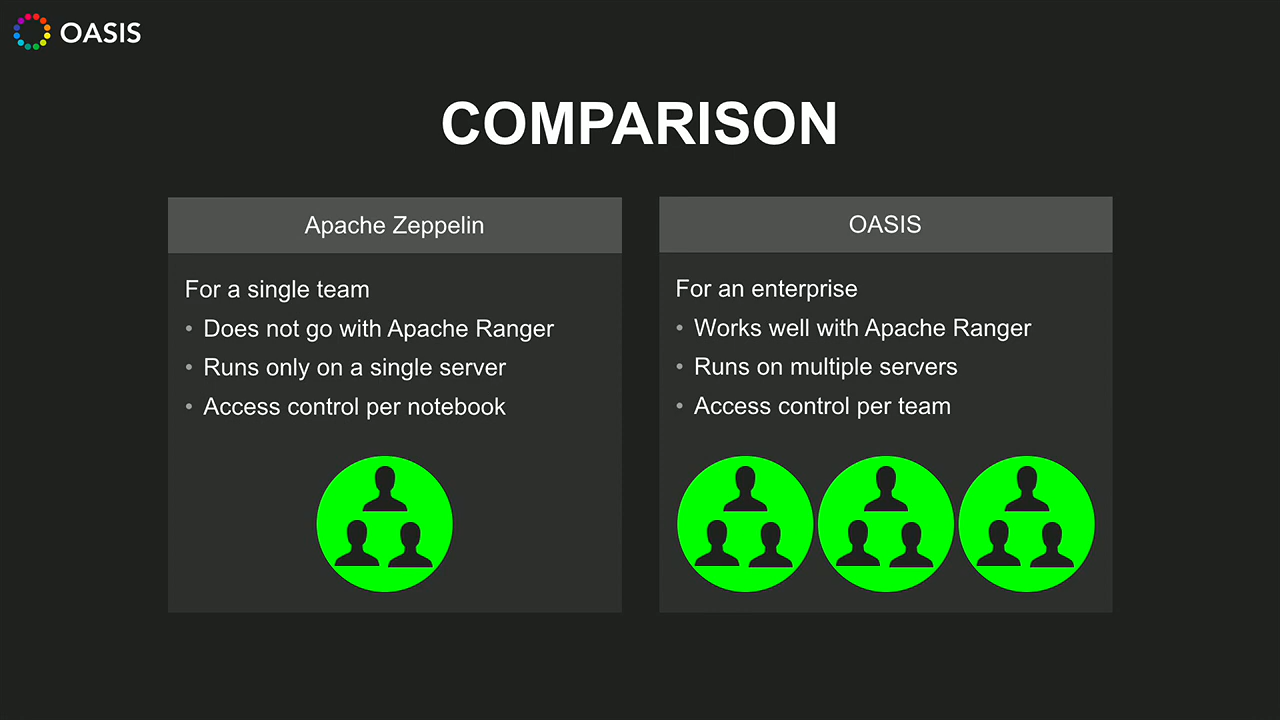 OASIS
COMPARISON
Apache Zeppelin
For a single team
• Does not go with Apache Ranger
• Runs only on a single server
• Access control per notebook
OASIS
For an enterprise
• Works well with Apache Ranger
• Runs on multiple servers
• Access control per team